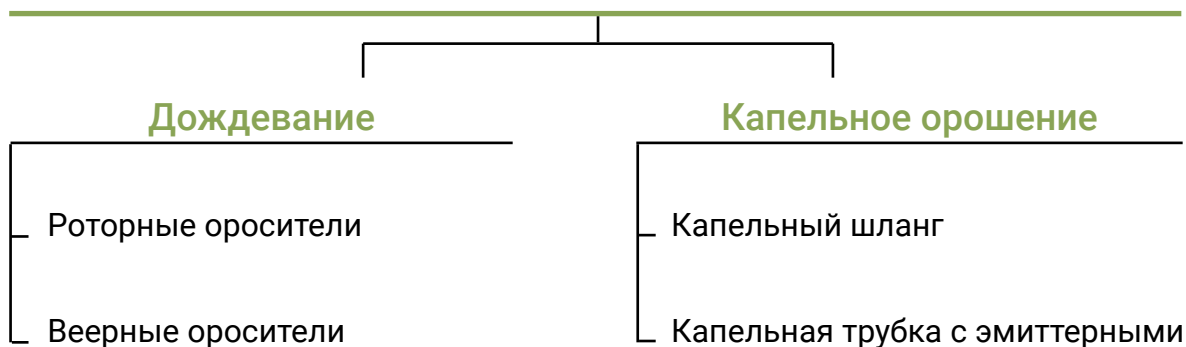 Дождевание
Капельное орошение
Роторные оросители
Капельный шланг
Веерные оросители
Капельная трубка с эмиттерными